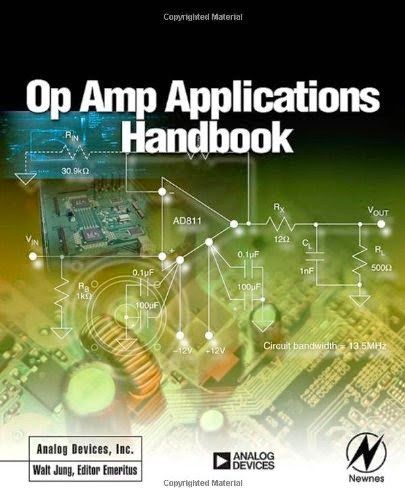 Copyrighted Material
Op Amp Applications
Handbook
R_IN
30.9kΩ
AD811
R_X
12Ω
V_OUT
V_IN
C_L
1nF
R_L
500Ω
R_B
1kΩ
0.1μF
100μF
0.1μF
100μF
–12V
+12V
Circuit bandwidth = 13.5MHz
Analog Devices, Inc.
Walt Jung, Editor Emeritus
ANALOG
DEVICES
Newnes
Copyrighted Material